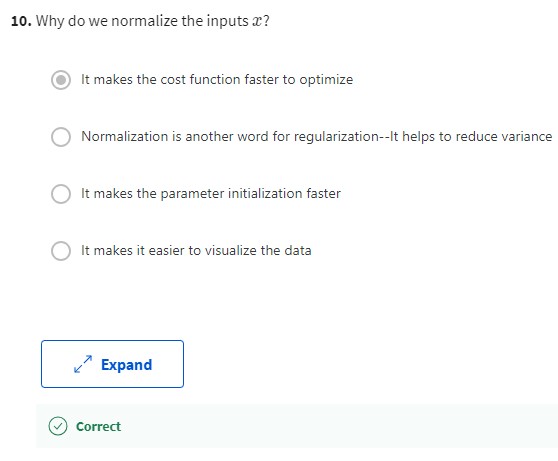 10. Why do we normalize the inputs x?
It makes the cost function faster to optimize
Normalization is another word for regularization--It helps to reduce variance
It makes the parameter initialization faster
It makes it easier to visualize the data
Expand
Correct